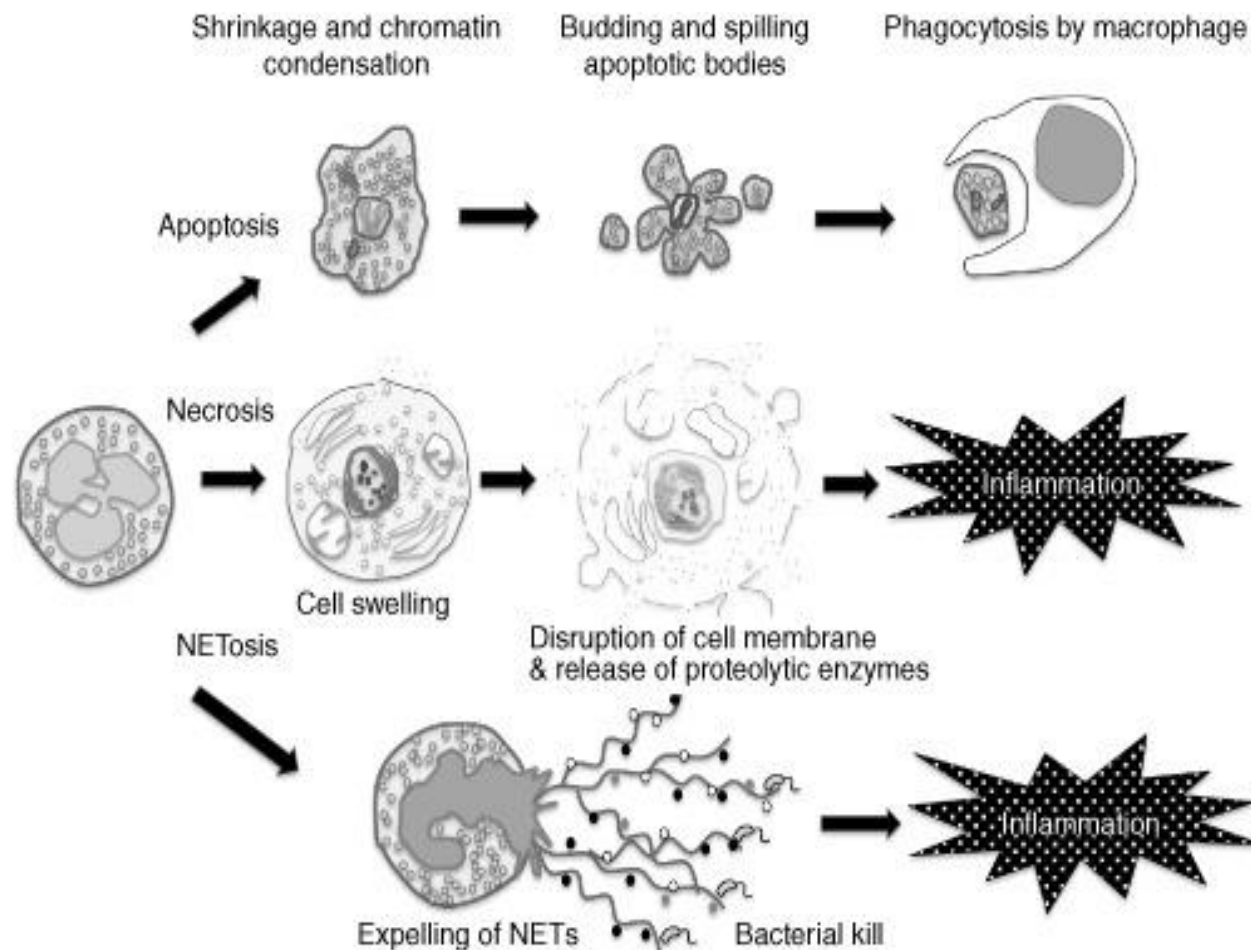 Shrinkage and chromatin
condensation
Budding and spilling
apoptotic bodies
Phagocytosis by macrophage
Apoptosis
Necrosis
Inflammation
Cell swelling
NETosis
Disruption of cell membrane
& release of proteolytic enzymes
Inflammation
Expelling of NETs
Bacterial kill